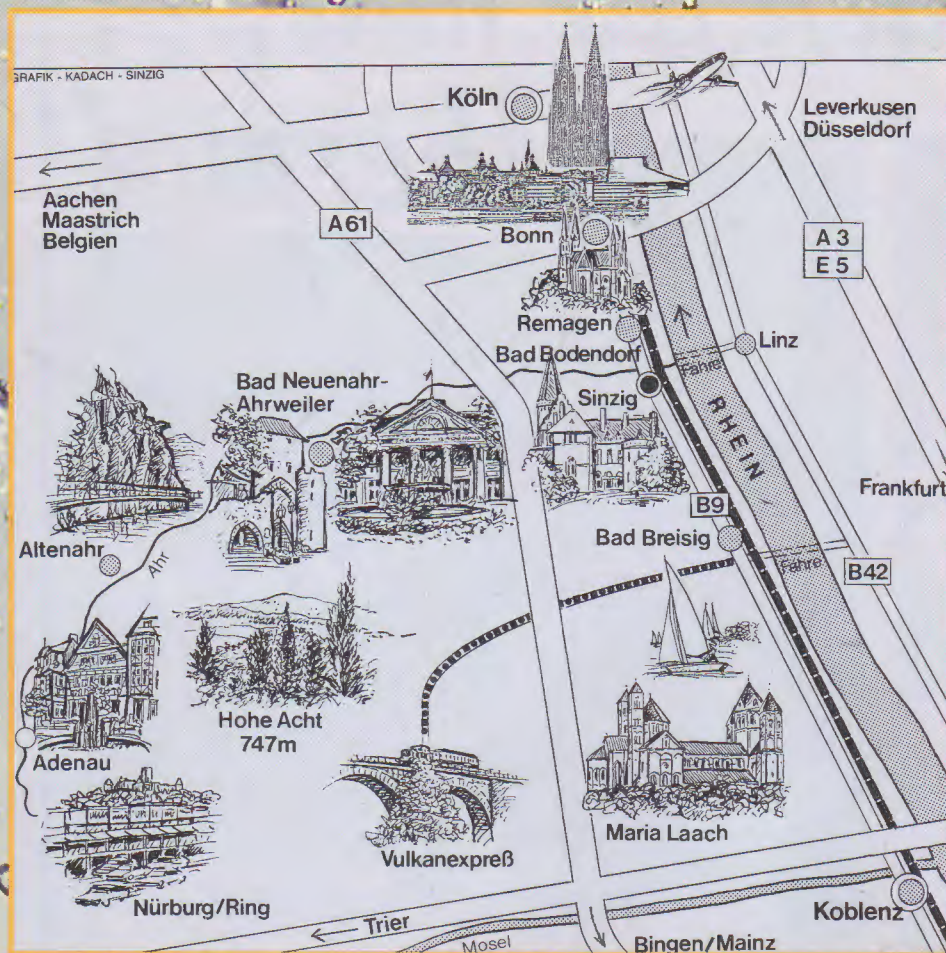 GRAFIK - KADACH - SINZIG
Köln
Leverkusen
Düsseldorf
Aachen
Maastrich
Belgien
A61
Bonn
A 3
E 5
Remagen
Bad Bodendorf
Linz
Fähre
Sinzig
Bad Neuenahr-
Ahrweiler
RHEIN
Frankfurt
B9
Bad Breisig
Altenahr
Ahr
Fähre
B42
Hohe Acht
747m
Adenau
Vulkanexpreß
Maria Laach
Nürburg/Ring
Koblenz
Trier
Mosel
Bingen/Mainz